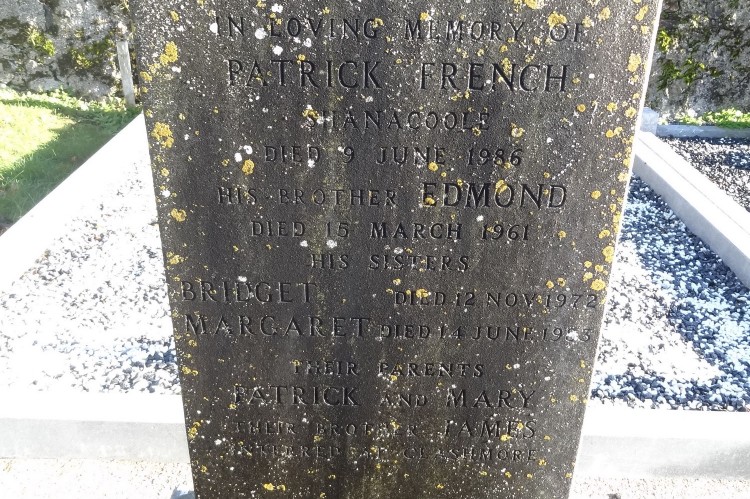 IN LOVING MEMORY OF
PATRICK FRENCH
SHANACOOLE
DIED 9 JUNE 1986
HIS BROTHER EDMOND
DIED 15 MARCH 1961
HIS SISTERS
BRIDGET DIED 12 NOV. 1972
MARGARET DIED 14 JUNE
THEIR PARENTS
PATRICK AND MARY
THEIR BROTHER JAMES
INTERRED AT CLASHMORE